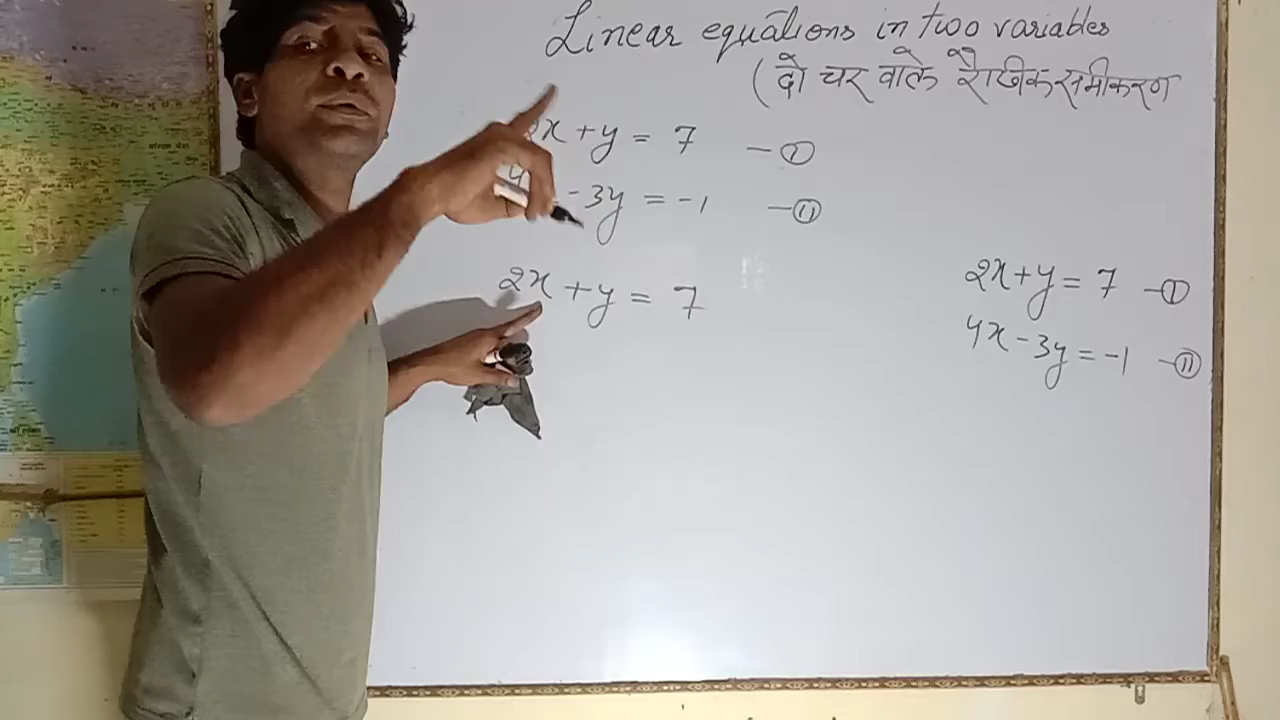 Linear equations in two variables
(दो चर वाले रैखीक समीकरण
x + y = 7 — (I)
- 3y = -1 — (II)
2x + y = 7
2x + y = 7 — (I)
4x - 3y = -1 — (II)